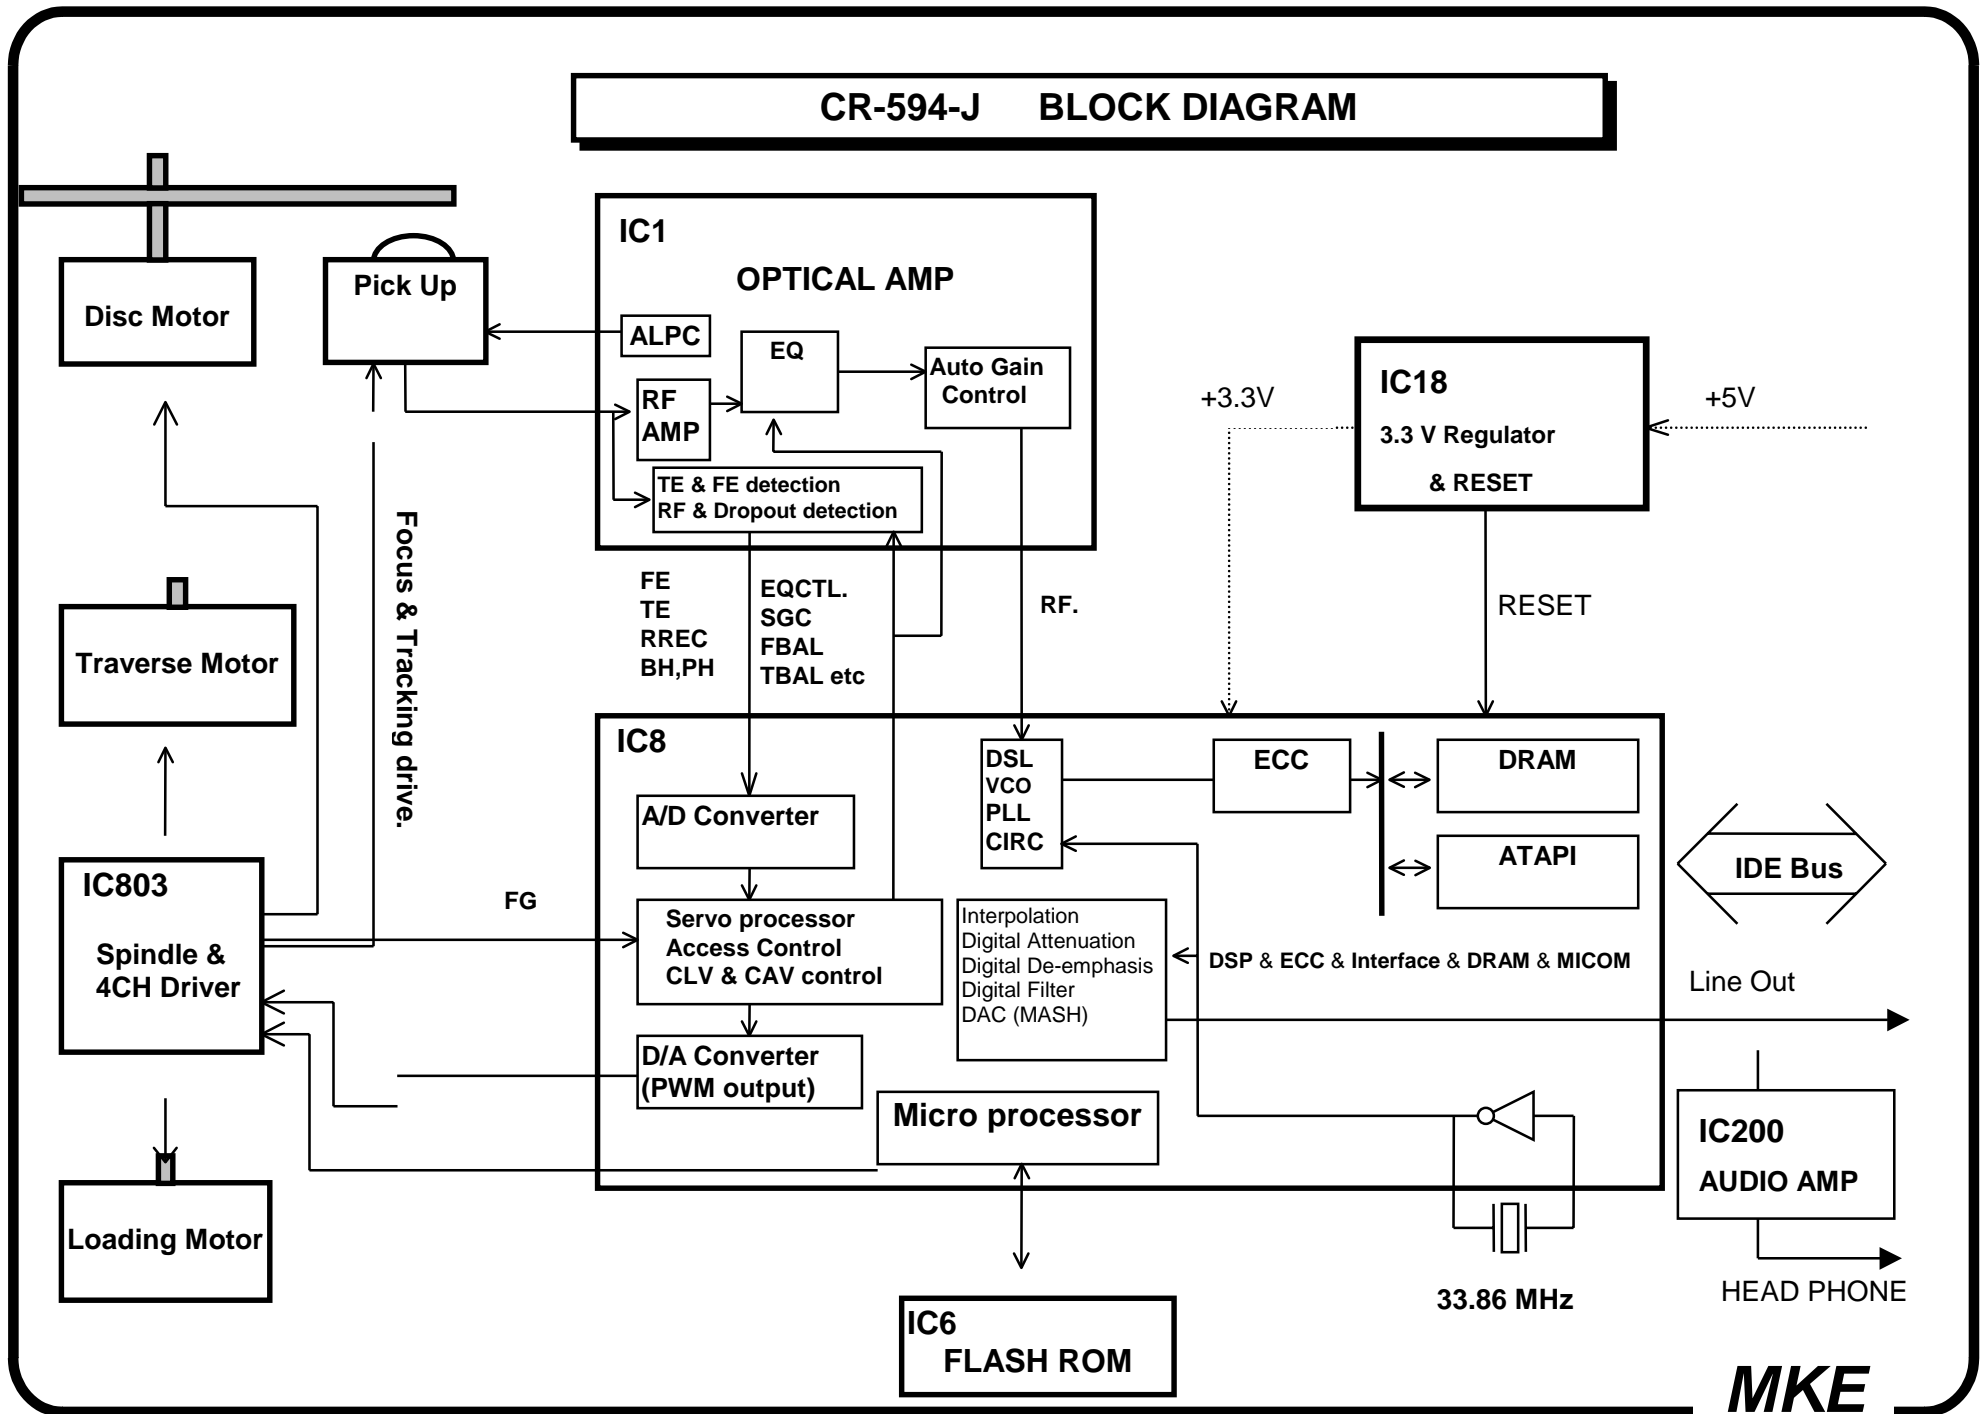 CR-594-J BLOCK DIAGRAM
IC1
OPTICAL AMP
Pick Up
Disc Motor
ALPC
EQ
Auto Gain
Control
RF
AMP
TE & FE detection
RF & Dropout detection
IC18
3.3 V Regulator
& RESET
+3.3V
+5V
Focus & Tracking drive.
FE
TE
RREC
BH,PH
EQCTL.
SGC
FBAL
TBAL etc
RF.
RESET
Traverse Motor
IC8
DSL
VCO
PLL
CIRC
ECC
DRAM
A/D Converter
ATAPI
IDE Bus
IC803
Spindle &
4CH Driver
FG
Servo processor
Access Control
CLV & CAV control
Interpolation
Digital Attenuation
Digital De-emphasis
Digital Filter
DAC (MASH)
DSP & ECC & Interface & DRAM & MICOM
Line Out
D/A Converter
(PWM output)
Micro processor
IC200
AUDIO AMP
Loading Motor
33.86 MHz
HEAD PHONE
IC6
FLASH ROM
MKE